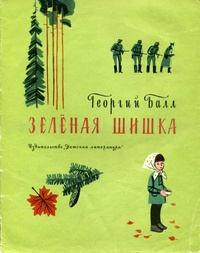 Георгий Балл
ЗЕЛЁНАЯ ШИШКА
Издательство „Детская литература“